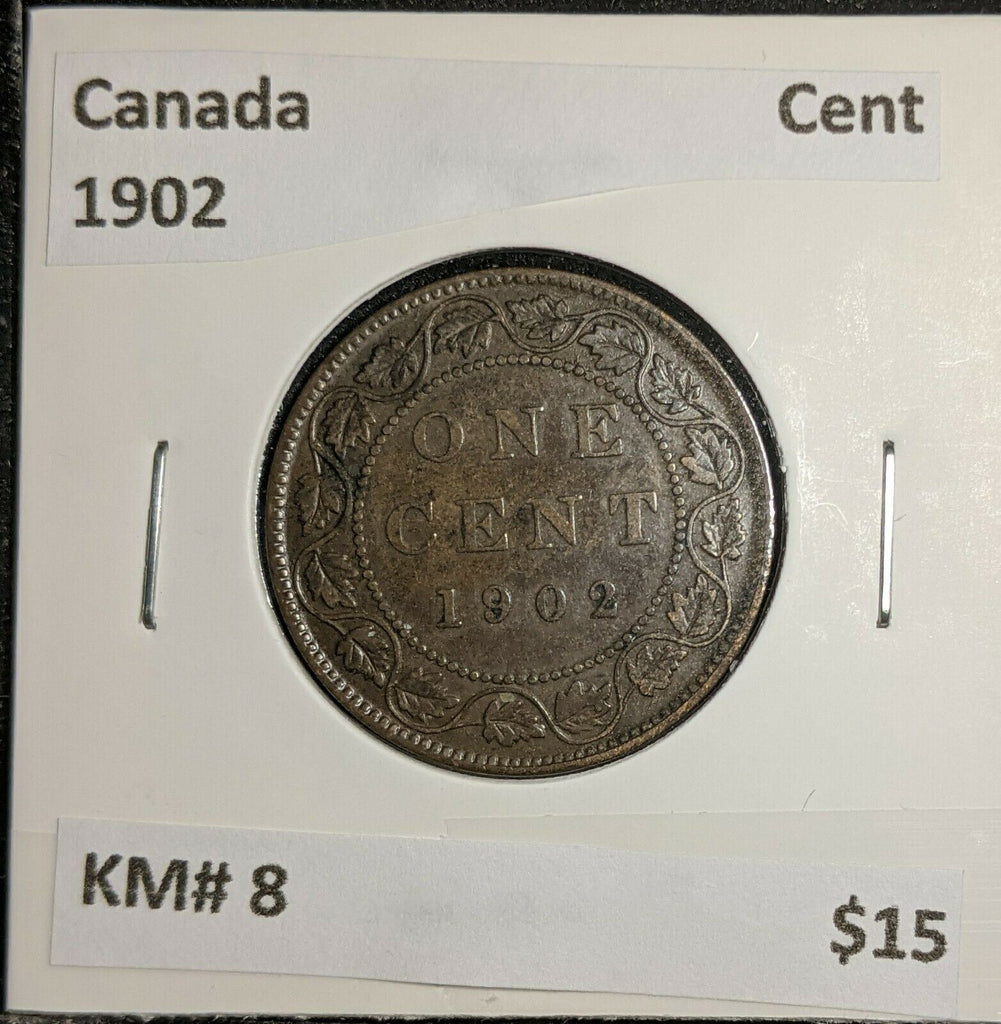 Canada Cent
1902
ONE
CENT
1902
KM# 8
$15